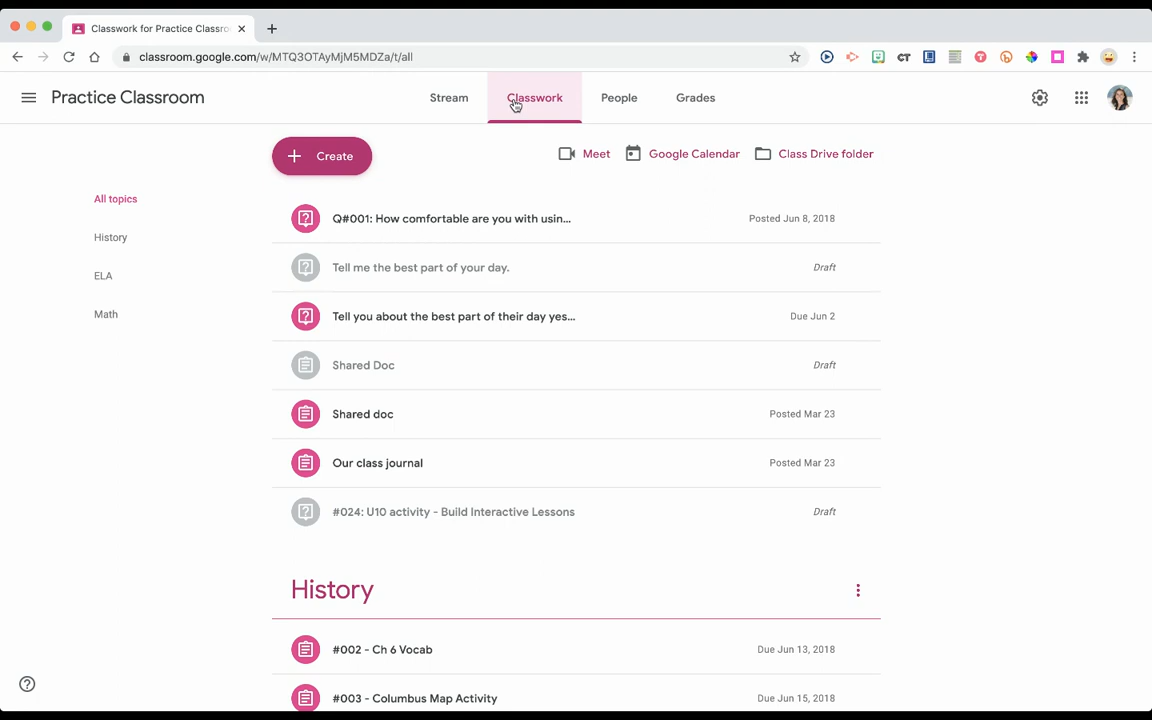 Classwork for Practice Classro
classroom.google.com/w/MTQ3OTAyMjM5MDZa/t/all
Practice Classroom
Stream
Classwork
People
Grades
Create
Meet
Google Calendar
Class Drive folder
All topics
History
ELA
Math
Q#001: How comfortable are you with usin...
Posted Jun 8, 2018
Tell me the best part of your day.
Draft
Tell you about the best part of their day yes...
Due Jun 2
Shared Doc
Draft
Shared doc
Posted Mar 23
Our class journal
Posted Mar 23
#024: U10 activity - Build Interactive Lessons
Draft
History
#002 - Ch 6 Vocab
Due Jun 13, 2018
#003 - Columbus Map Activity
Due Jun 15, 2018